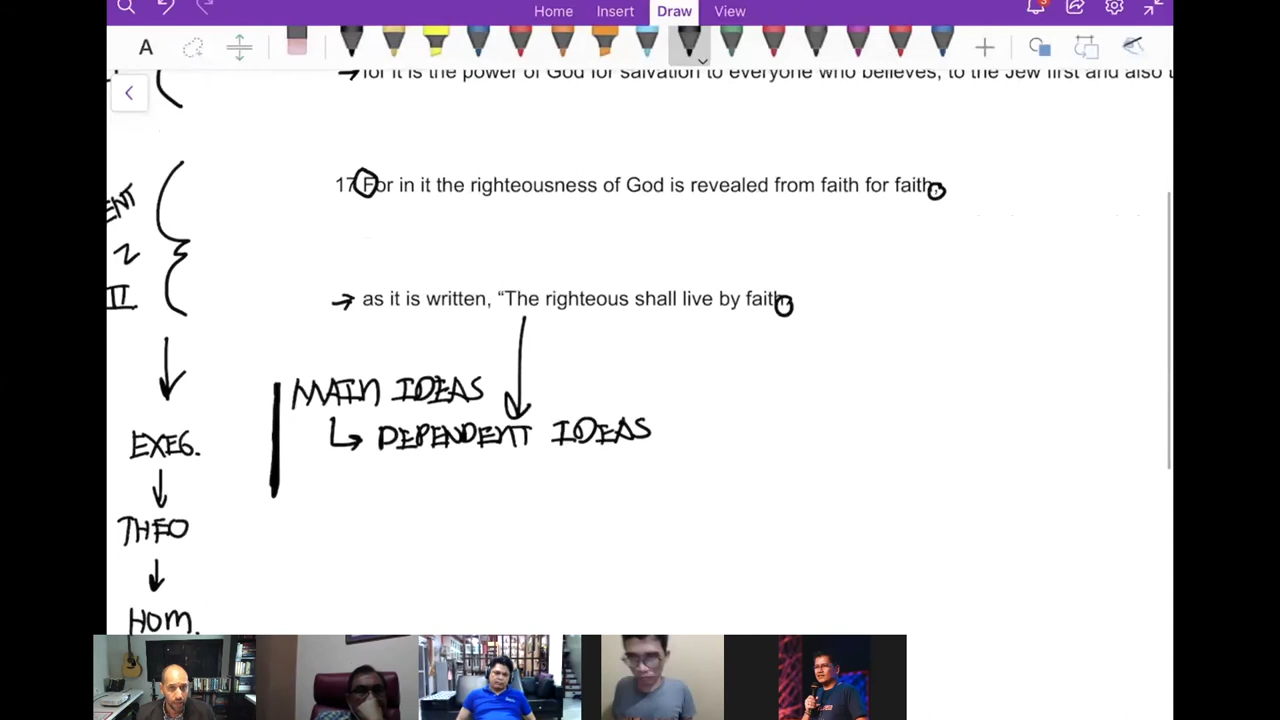 Home Insert Draw View
A
→ for it is the power of God for salvation to everyone who believes, to the Jew first and also
17 For in it the righteousness of God is revealed from faith for faith,
ENT
2
II.
→ as it is written, “The righteous shall live by faith.
MAIN IDEAS
↳ DEPENDENT IDEAS
EXEG.
↓
THEO
↓
HOM.